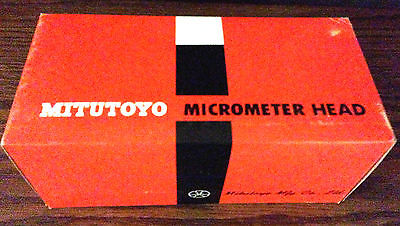 MITUTOYO MICROMETER HEAD
Mitutoyo Mfg. Co., Ltd.